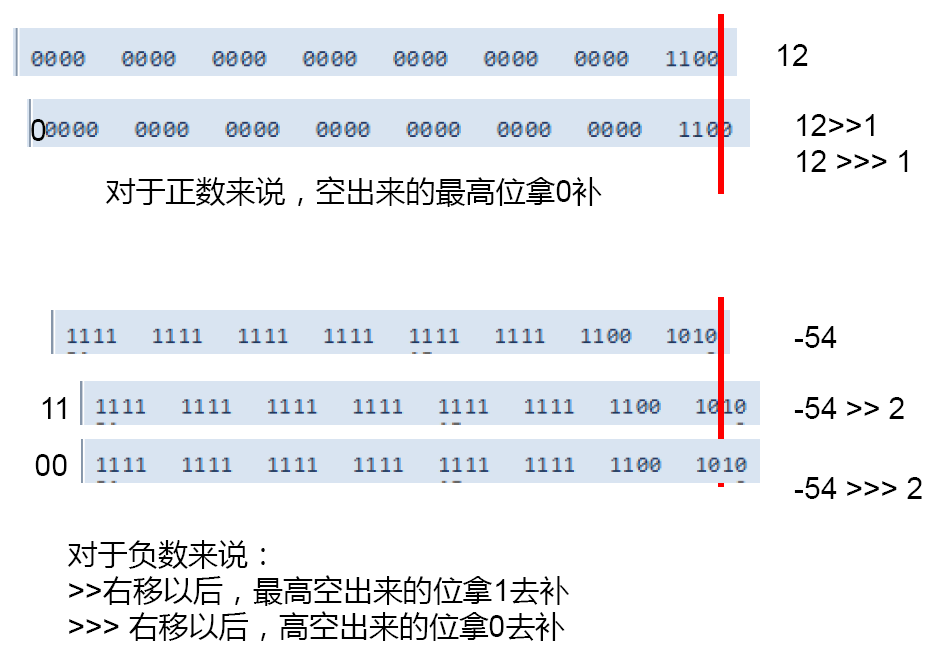 0000 0000 0000 0000 0000 0000 0000 1100 12
00000 0000 0000 0000 0000 0000 0000 1100 12>>1
12 >>> 1
对于正数来说，空出来的最高位拿0补
1111 1111 1111 1111 1111 1111 1100 1010 -54
11 1111 1111 1111 1111 1111 1111 1100 1010 -54 >> 2
00 1111 1111 1111 1111 1111 1111 1100 1010
-54 >>> 2
对于负数来说：
>>右移以后，最高空出来的位拿1去补
>>> 右移以后，高空出来的位拿0去补